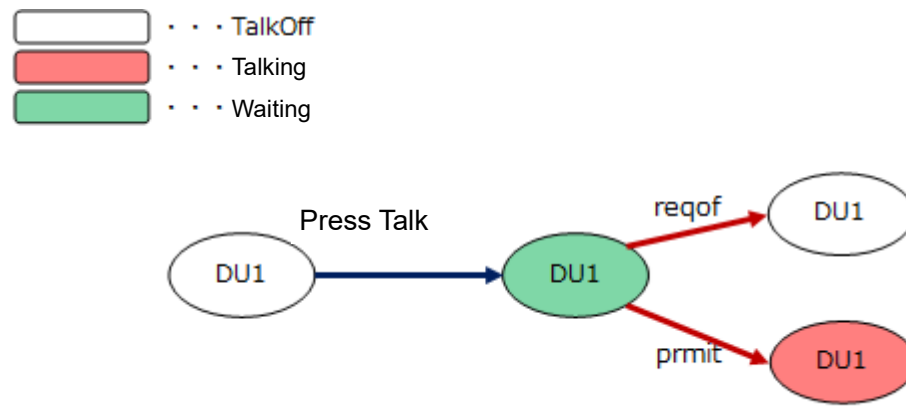 · · · TalkOff
· · · Talking
· · · Waiting
Press Talk
reqof
DU1
DU1
DU1
prmit
DU1